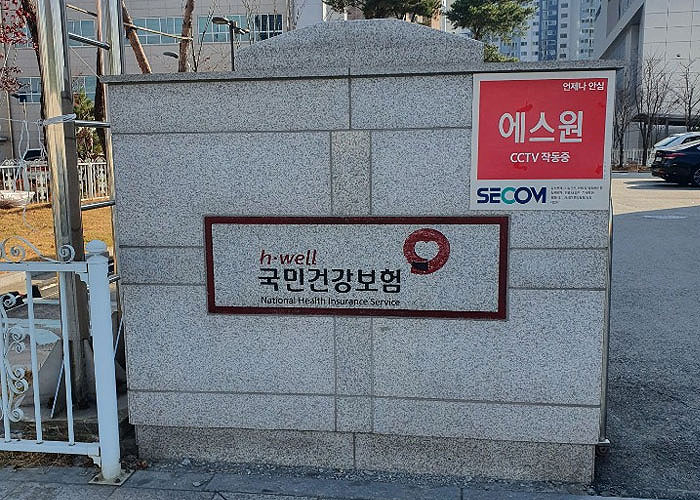 언제나 안심
에스원
CCTV 작동중
SECOM
h·well
국민건강보험
National Health Insurance Service